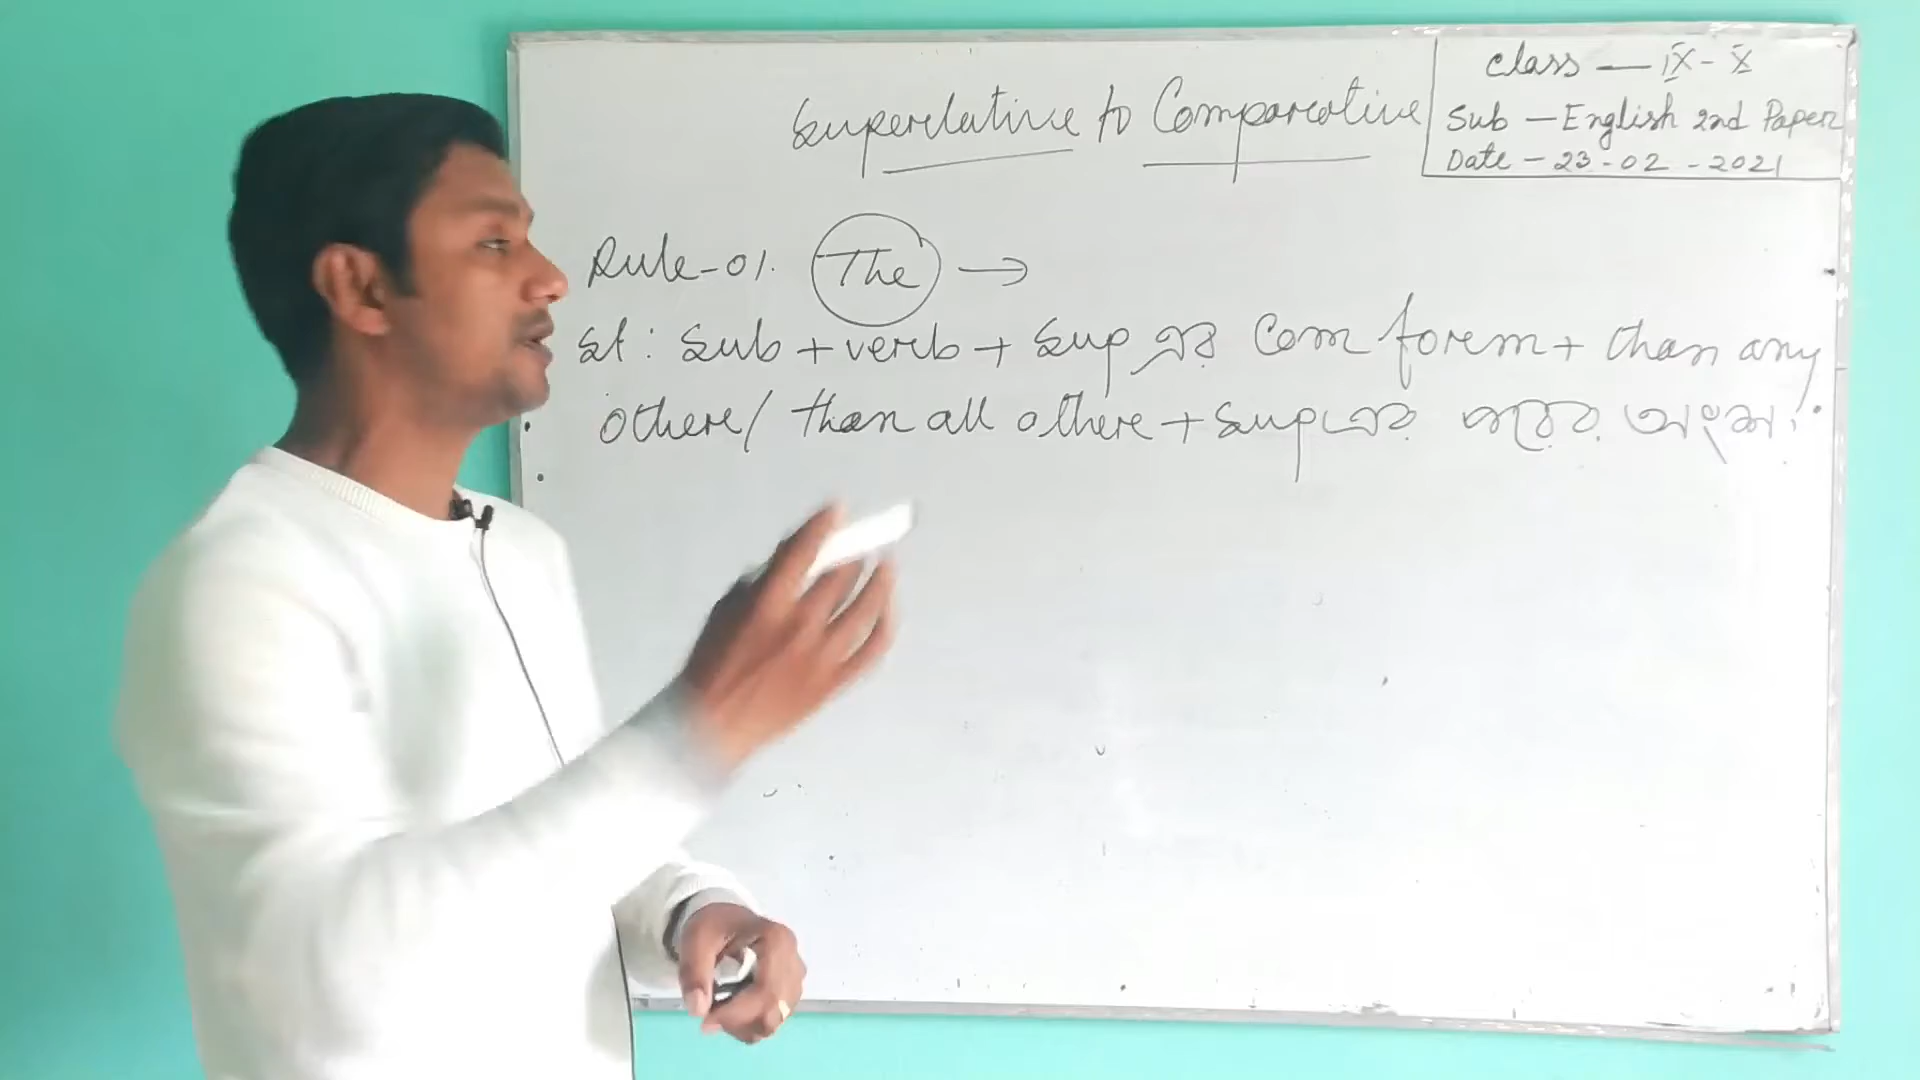 Superlative to Comparative
Class — IX - X
Sub — English 2nd Paper
Date - 23-02-2021
Rule-01. The →
st: sub + verb + sup এর Com form + than any
other / than all other + sup এর পরের অংশ।